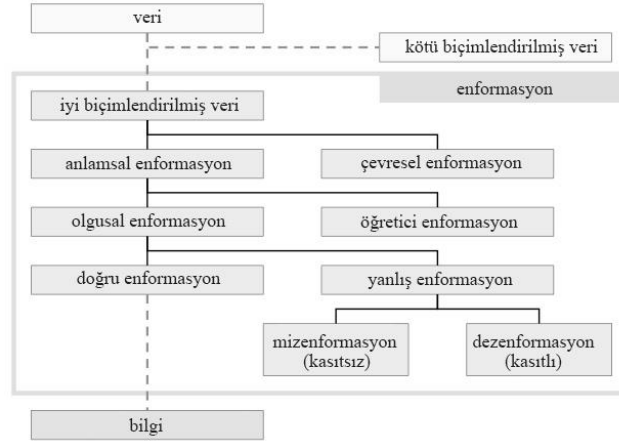 veri
kötü biçimlendirilmiş veri
enformasyon
iyi biçimlendirilmiş veri
anlamsal enformasyon
çevresel enformasyon
olgusal enformasyon
öğretici enformasyon
doğru enformasyon
yanlış enformasyon
mizenformasyon
(kasıtsız)
dezenformasyon
(kasıtlı)
bilgi